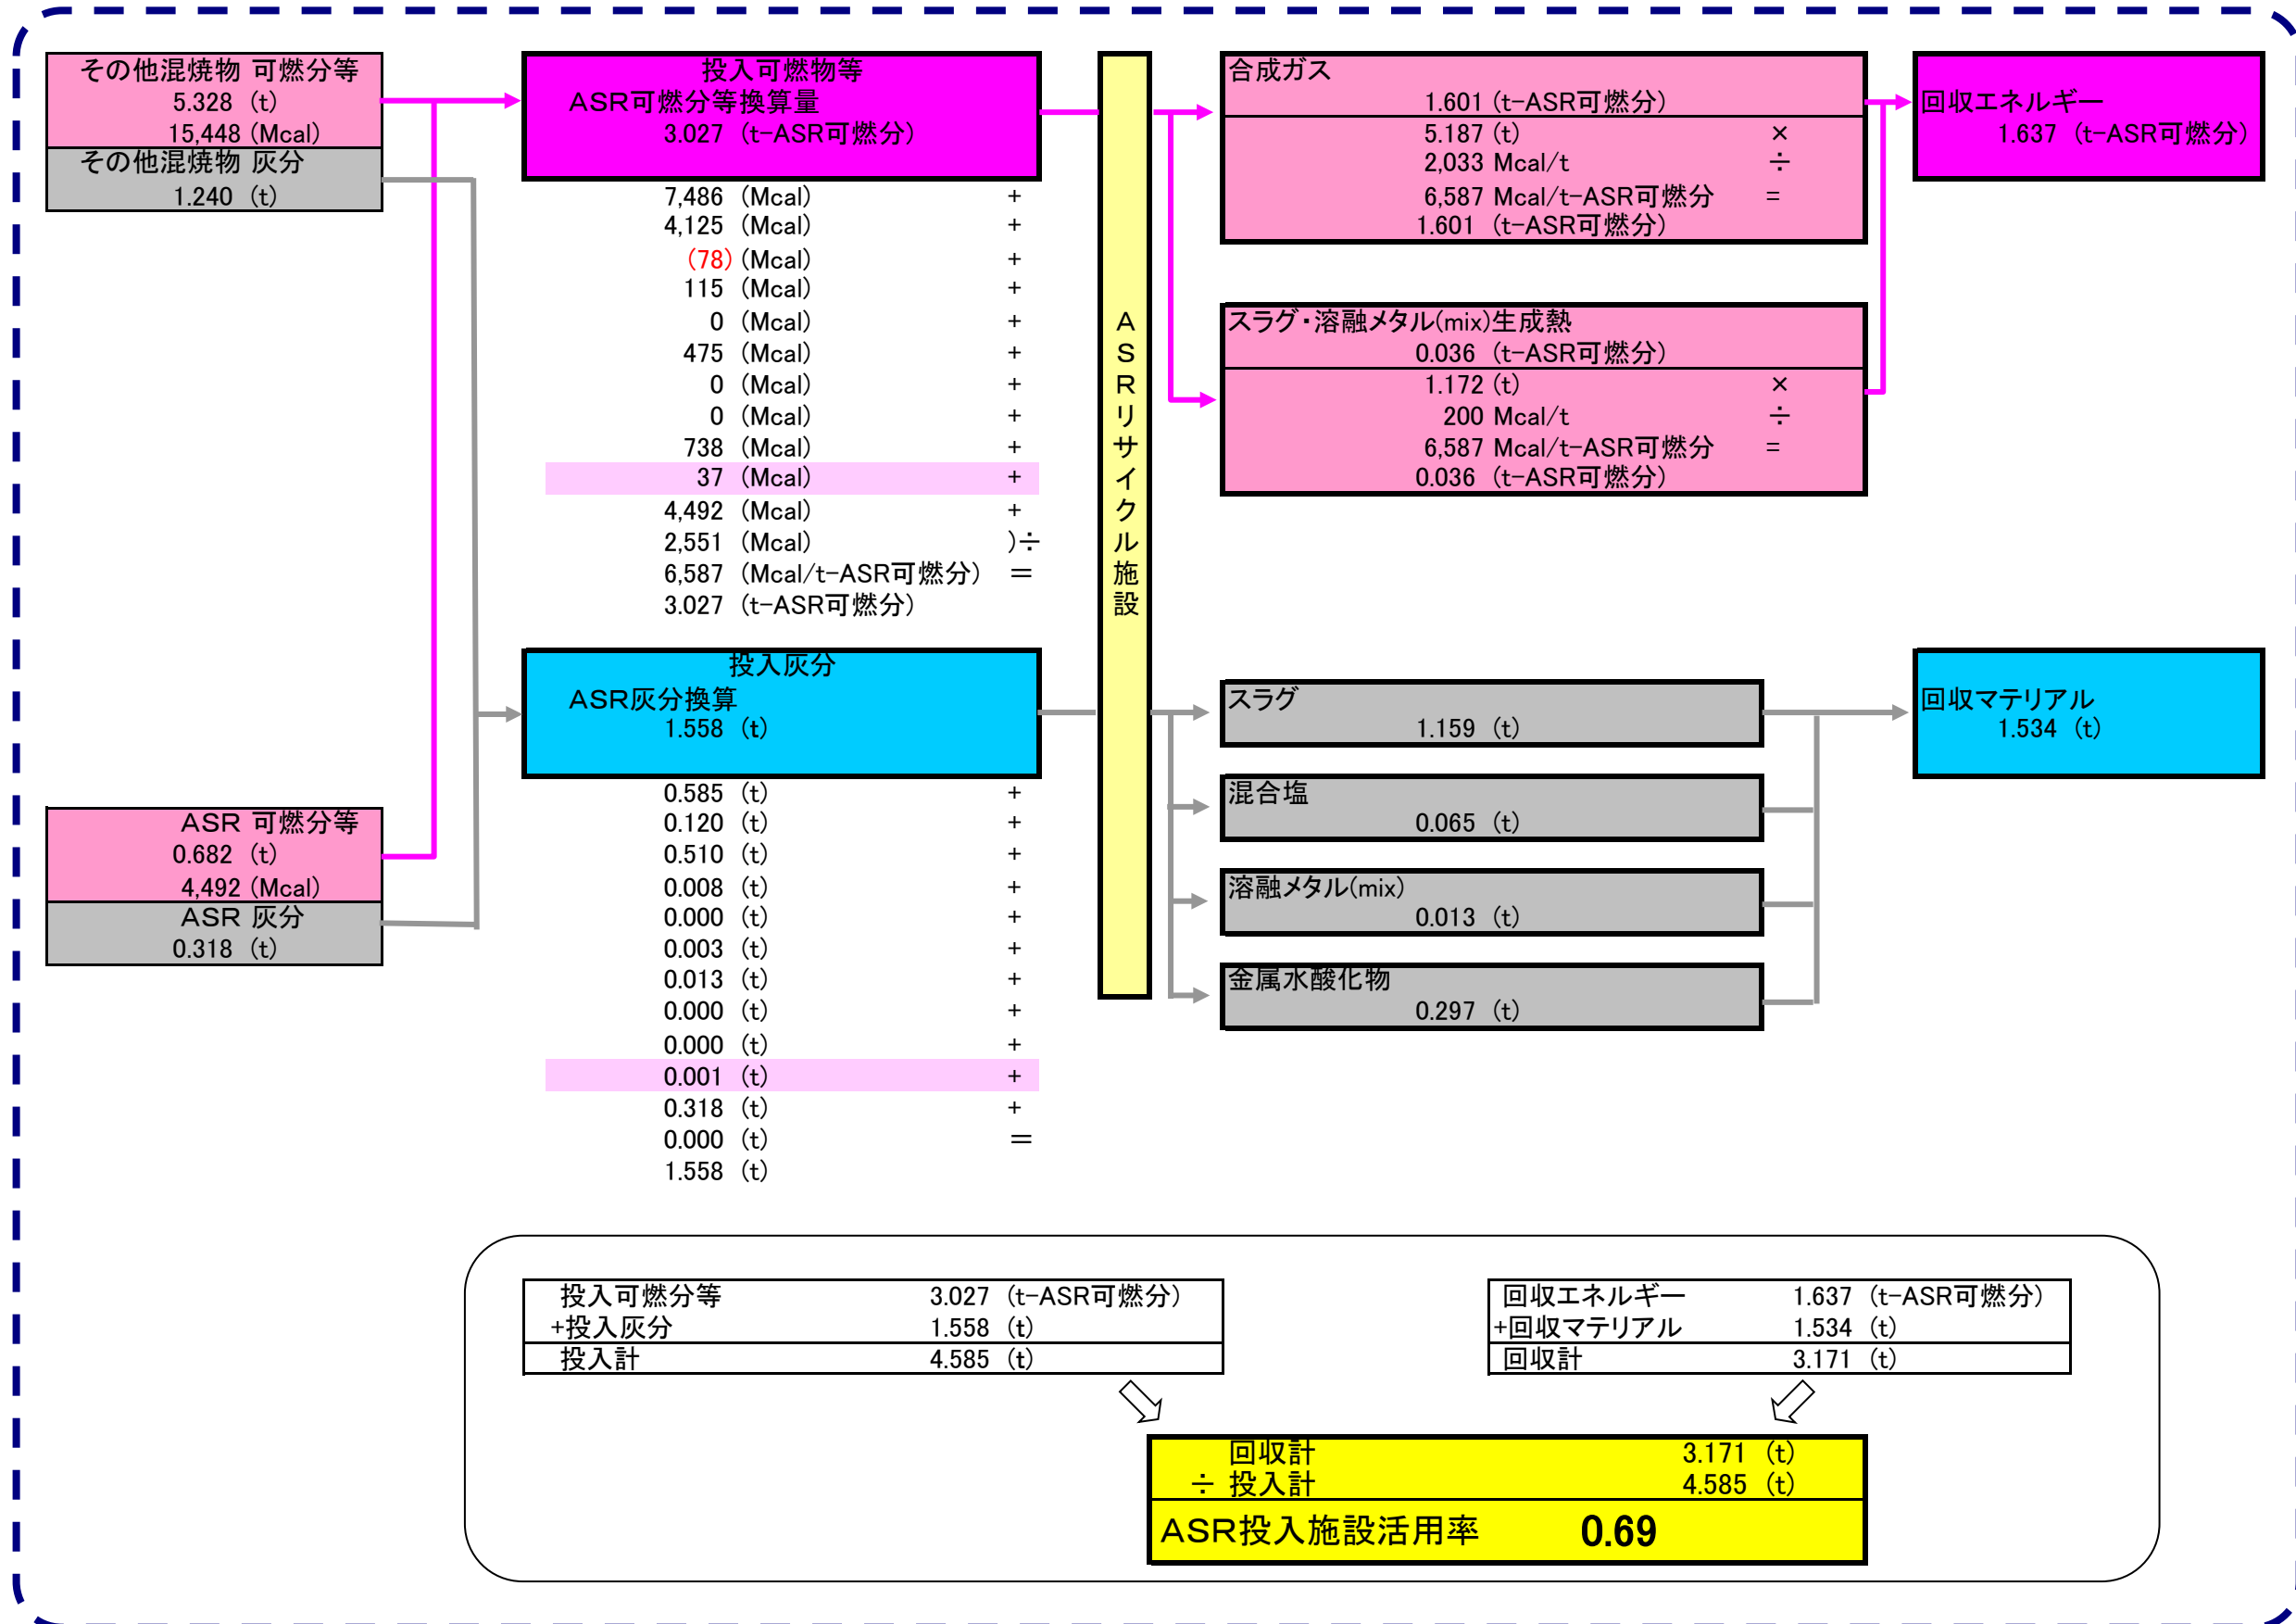 その他混焼物 可燃分等
5.328 (t)
15,448 (Mcal)
その他混焼物 灰分
1.240 (t)
ASR 可燃分等
0.682 (t)
4,492 (Mcal)
ASR 灰分
0.318 (t)
投入可燃物等
ASR可燃分等換算量
3.027 (t-ASR可燃分)
7,486 (Mcal) +
4,125 (Mcal) +
(78) (Mcal) +
115 (Mcal) +
0 (Mcal) +
475 (Mcal) +
0 (Mcal) +
0 (Mcal) +
738 (Mcal) +
37 (Mcal) +
4,492 (Mcal) +
2,551 (Mcal) )÷
6,587 (Mcal/t-ASR可燃分) =
3.027 (t-ASR可燃分)
投入灰分
ASR灰分換算
1.558 (t)
0.585 (t) +
0.120 (t) +
0.510 (t) +
0.008 (t) +
0.000 (t) +
0.003 (t) +
0.013 (t) +
0.000 (t) +
0.000 (t) +
0.001 (t) +
0.318 (t) +
0.000 (t) =
1.558 (t)
ASRリサイクル施設
合成ガス
1.601 (t-ASR可燃分)
5.187 (t) ×
2,033 Mcal/t ÷
6,587 Mcal/t-ASR可燃分 =
1.601 (t-ASR可燃分)
スラグ・溶融メタル(mix)生成熱
0.036 (t-ASR可燃分)
1.172 (t) ×
200 Mcal/t ÷
6,587 Mcal/t-ASR可燃分 =
0.036 (t-ASR可燃分)
スラグ
1.159 (t)
混合塩
0.065 (t)
溶融メタル(mix)
0.013 (t)
金属水酸化物
0.297 (t)
回収エネルギー
1.637 (t-ASR可燃分)
回収マテリアル
1.534 (t)
投入可燃分等 3.027 (t-ASR可燃分)
+投入灰分 1.558 (t)
投入計 4.585 (t)
回収エネルギー 1.637 (t-ASR可燃分)
+回収マテリアル 1.534 (t)
回収計 3.171 (t)
回収計 3.171 (t)
÷ 投入計 4.585 (t)
ASR投入施設活用率 0.69